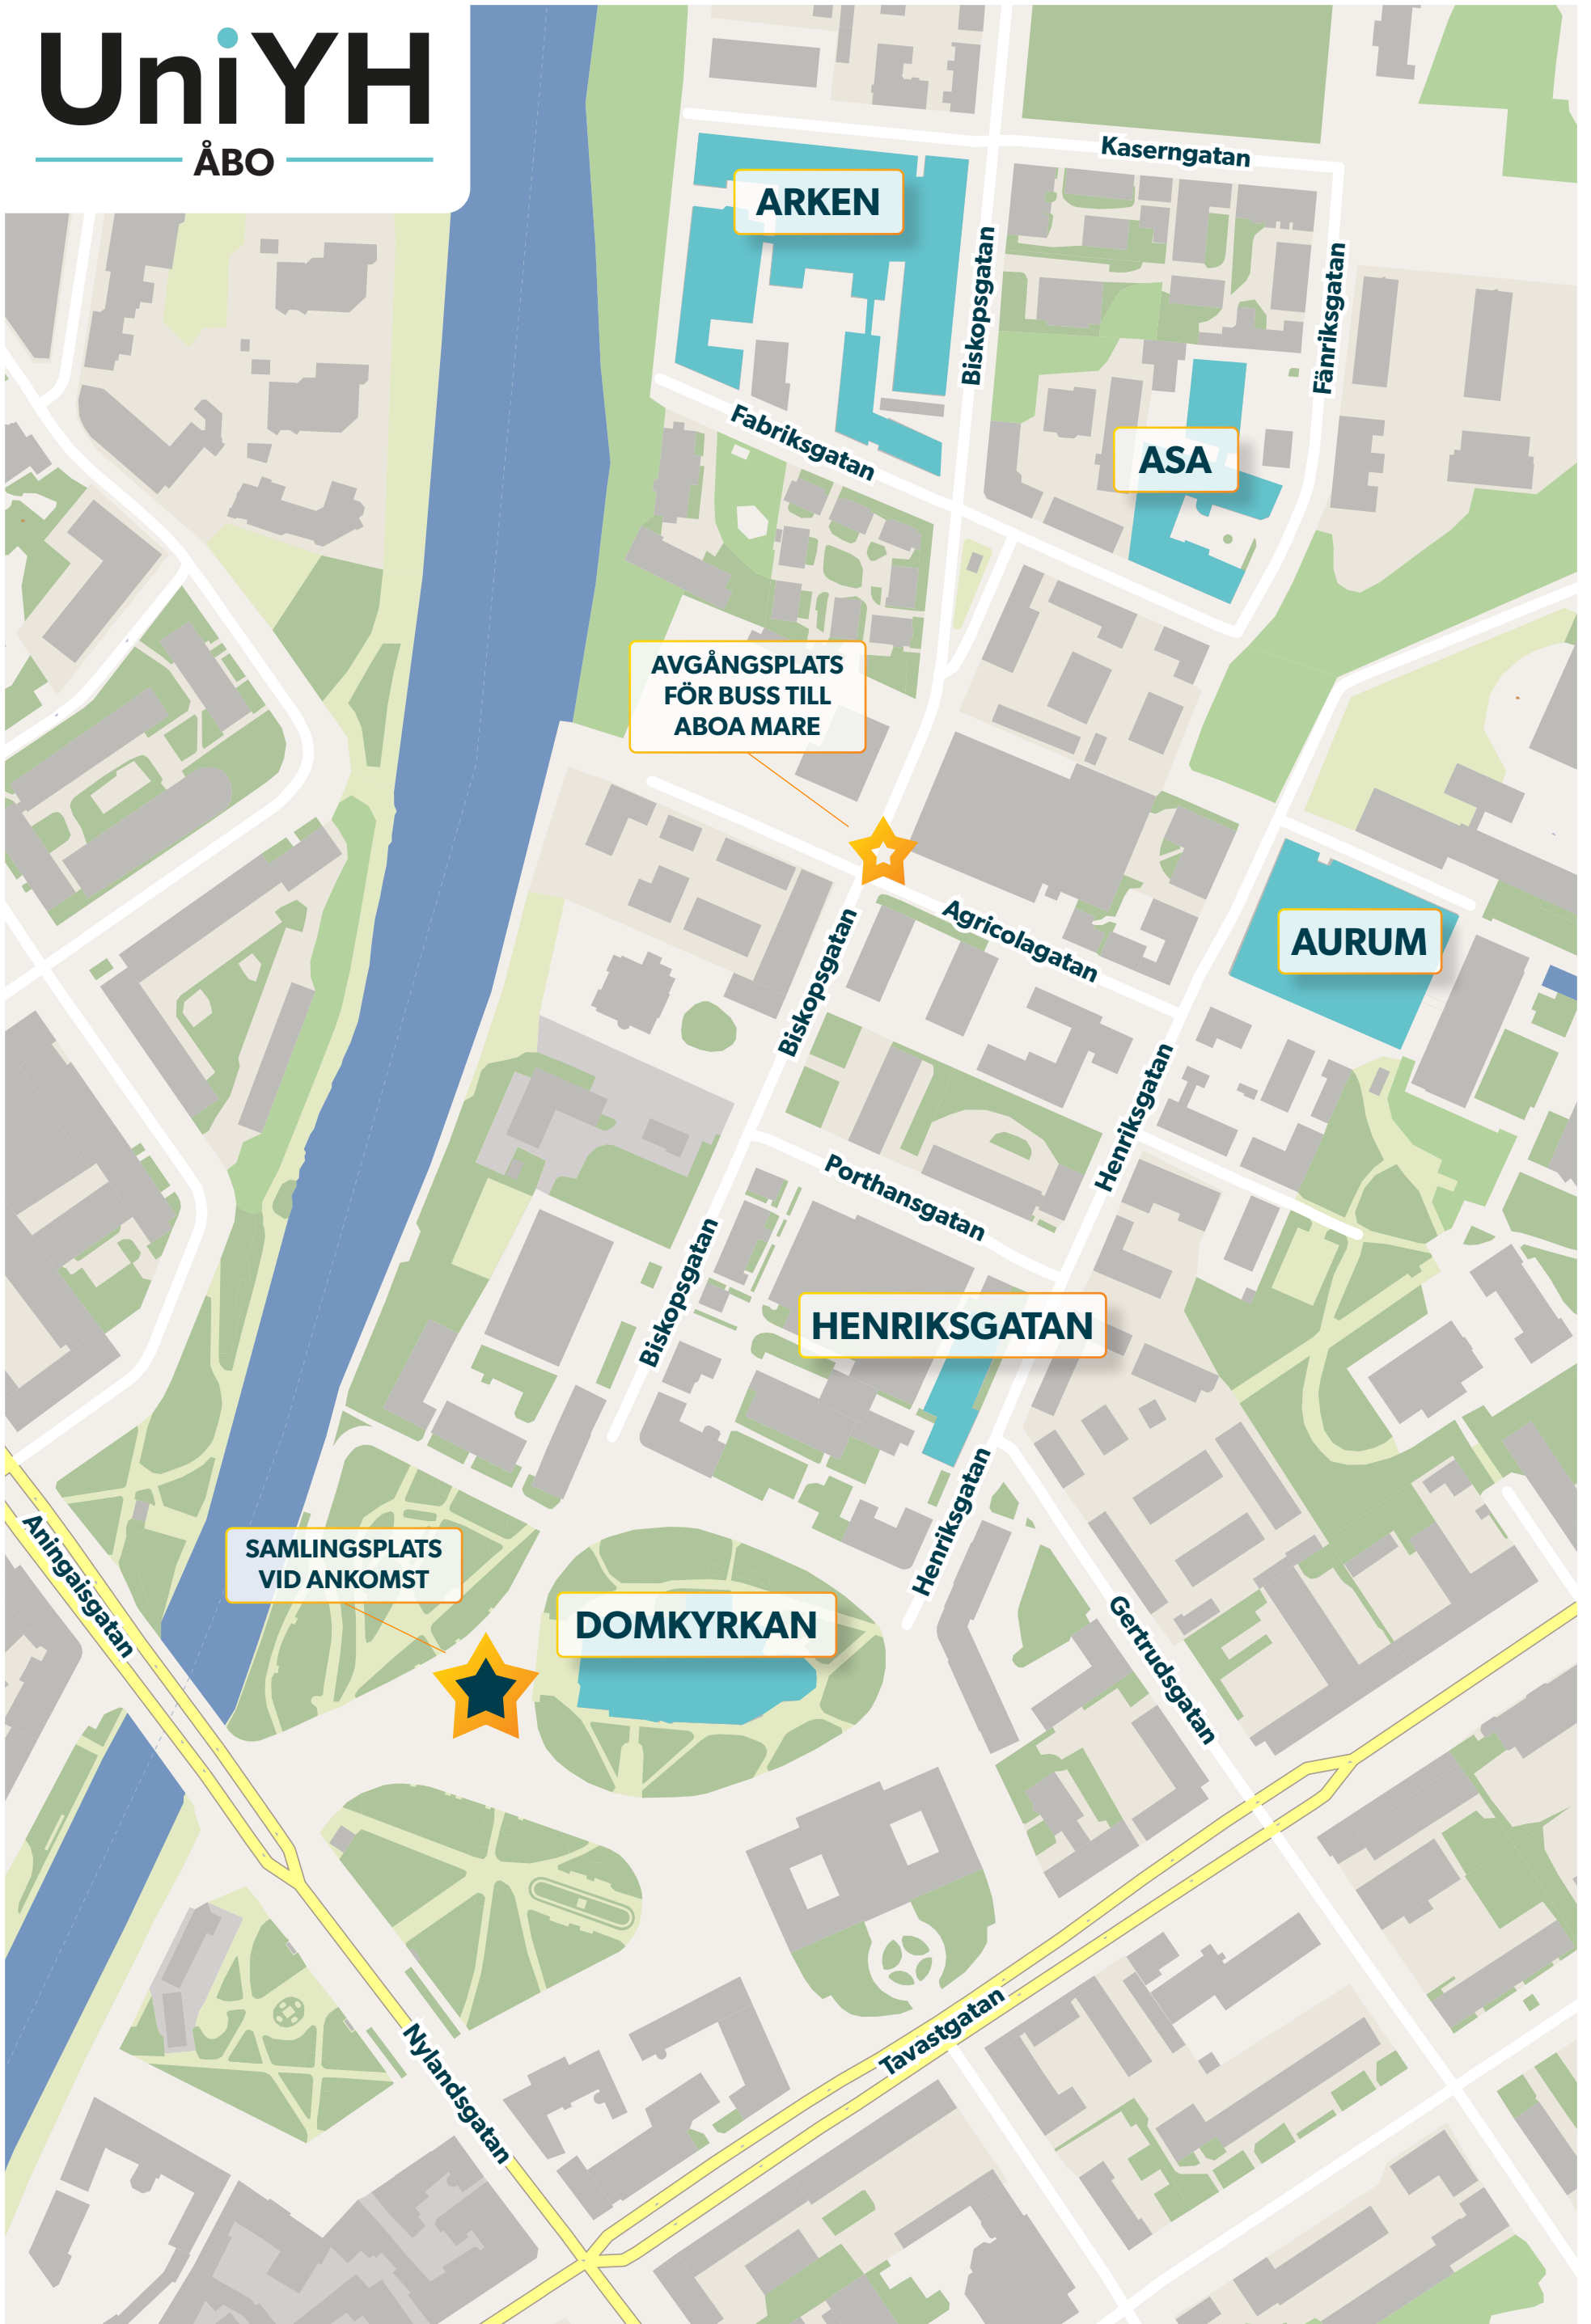 UniYH
ÅBO
Kaserngatan
ARKEN
Biskopsgatan
Fänriksgatan
Fabriksgatan
ASA
AVGÅNGSPLATS
FÖR BUSS TILL
ABOA MARE
Agricolagatan
AURUM
Biskopsgatan
Henriksgatan
Porthansgatan
Biskopsgatan
HENRIKSGATAN
Henriksgatan
Aningaisgatan
SAMLINGSPLATS
VID ANKOMST
DOMKYRKAN
Gertrudsgatan
Tavastgatan
Nylandsgatan